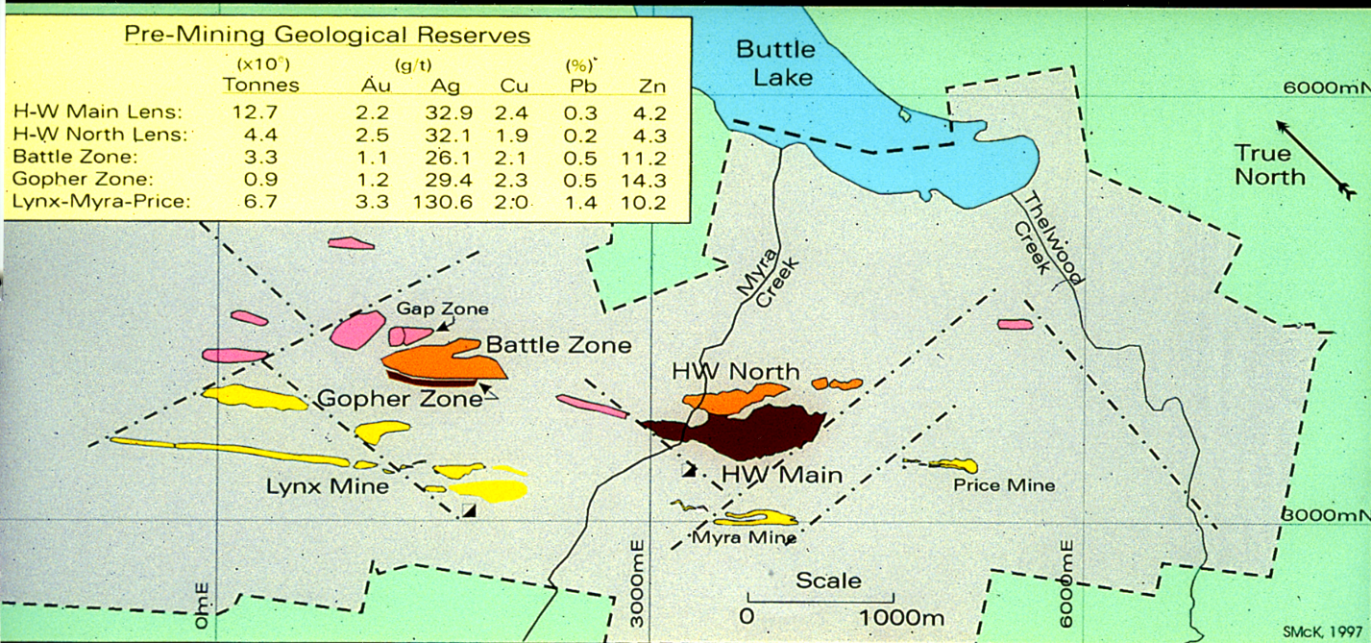 Pre-Mining Geological Reserves
(x10⁶) (g/t) (%)*
Tonnes Au Ag Cu Pb Zn
H-W Main Lens: 12.7 2.2 32.9 2.4 0.3 4.2
H-W North Lens: 4.4 2.5 32.1 1.9 0.2 4.3
Battle Zone: 3.3 1.1 26.1 2.1 0.5 11.2
Gopher Zone: 0.9 1.2 29.4 2.3 0.5 14.3
Lynx-Myra-Price: 6.7 3.3 130.6 2.0 1.4 10.2
Buttle
Lake
6000mN
True
North
Thelwood
Creek
Myra
Creek
Gap Zone
Battle Zone
HW North
Gopher Zone
HW Main
Lynx Mine
Price Mine
3000mN
Myra Mine
0mE
3000mE
6000mE
Scale
0 1000m
SMcK, 1997